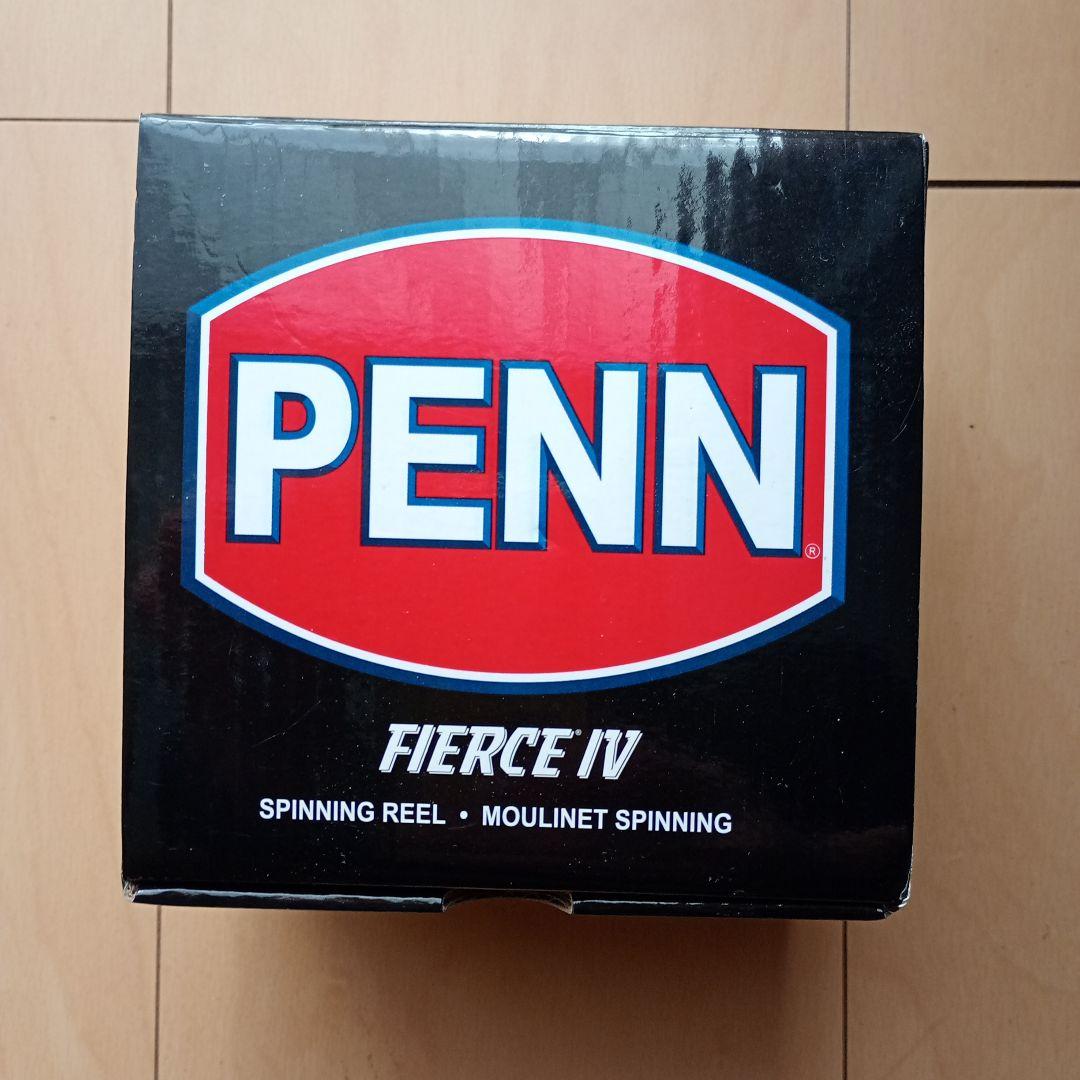 PENN®
FIERCE® IV
SPINNING REEL • MOULINET SPINNING